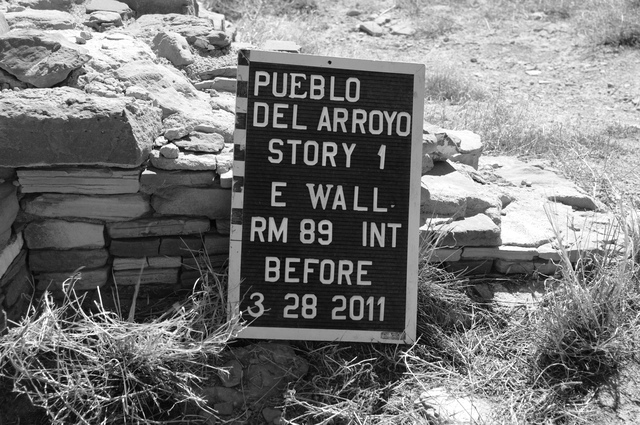 PUEBLO
DEL ARROYO
STORY 1
E WALL.
RM 89 INT
BEFORE
3 28 2011